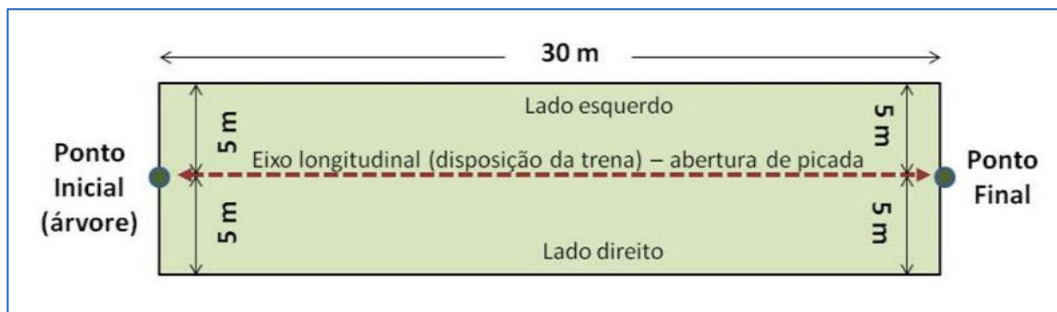 30 m
Lado esquerdo
5 m
5 m
Ponto
Inicial
(árvore)
Eixo longitudinal (disposição da trena) – abertura de picada
Ponto
Final
5 m
5 m
Lado direito